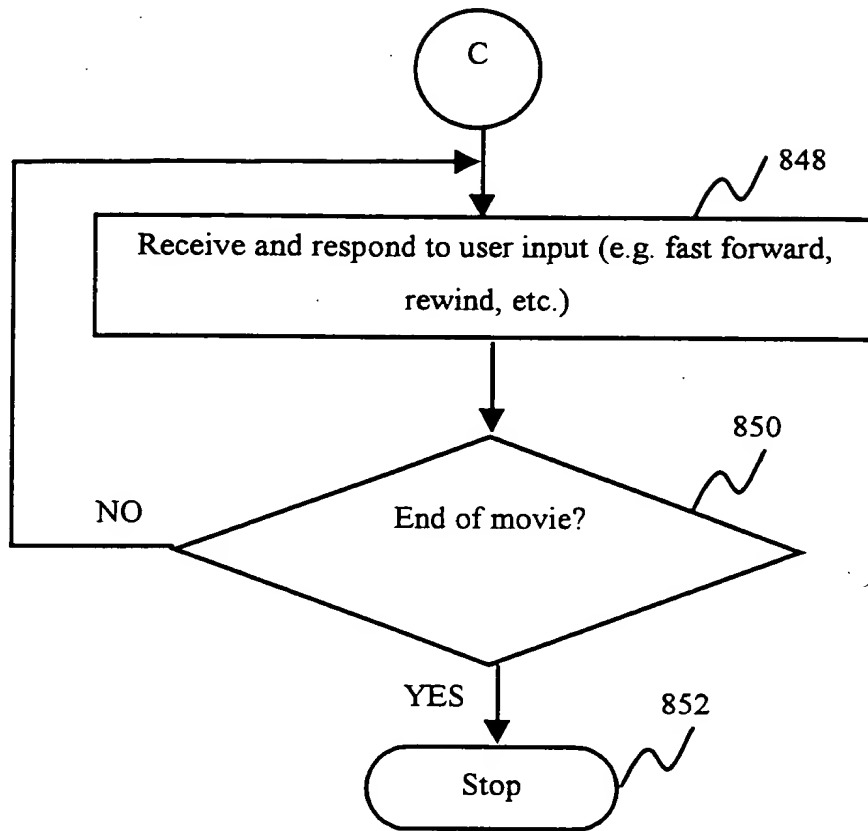 C
848
Receive and respond to user input (e.g. fast forward,
rewind, etc.)
850
End of movie?
NO
YES
852
Stop